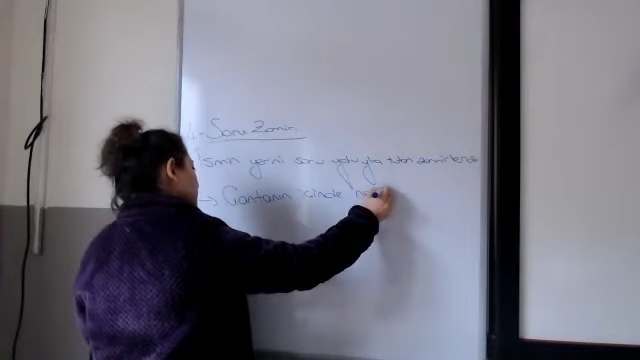 4- Soru Zamiri
İsmin yerini soru yoluyla tutan zamirlerdir
→ Çantanın içinde